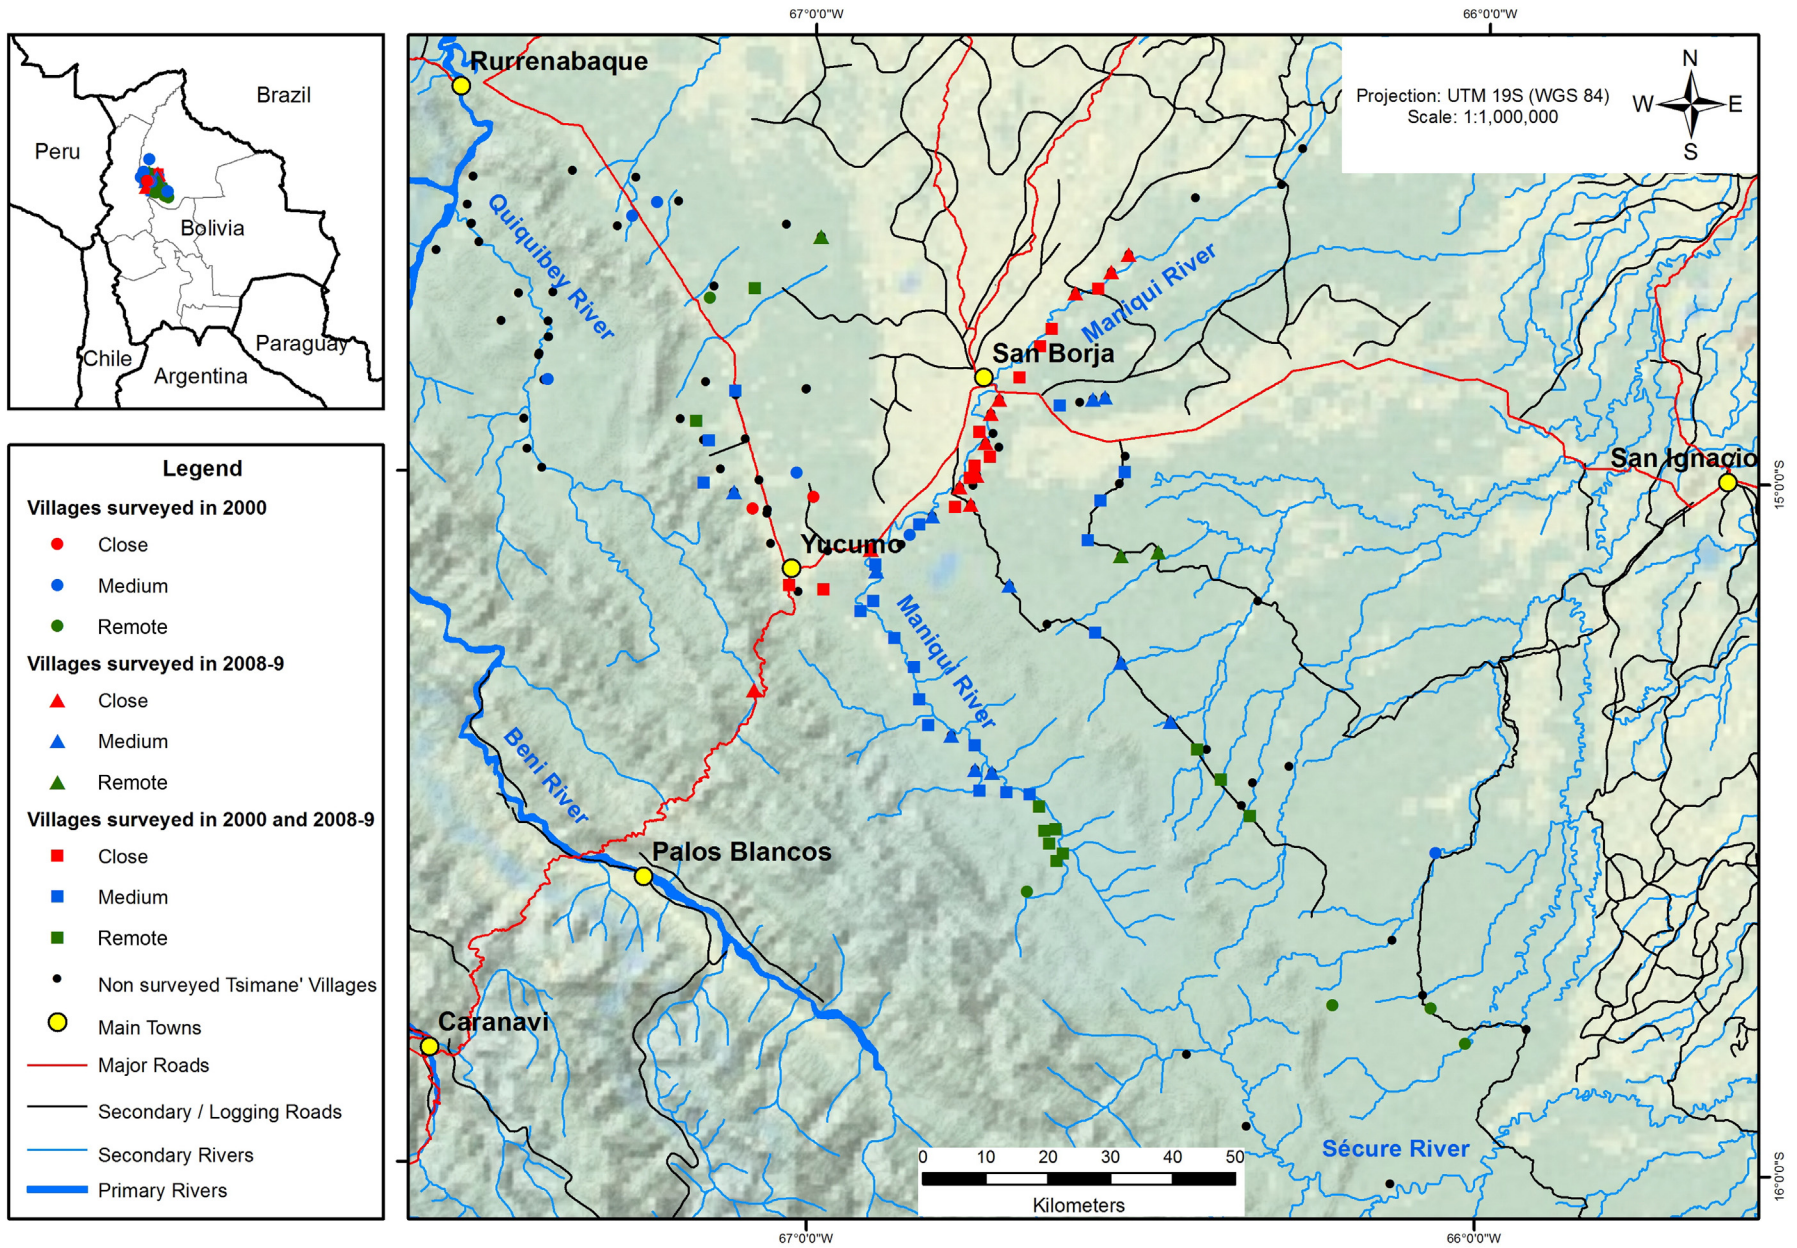 67°0'0"W
66°0'0"W
Rurrenabaque
Projection: UTM 19S (WGS 84)
Scale: 1:1,000,000
N
W
E
S
Brazil
Peru
Bolivia
Paraguay
Chile
Argentina
Quiquibey River
Maniqui River
San Borja
San Ignacio
15°0'0"S
Yucumo
Maniqui River
Beni River
Palos Blancos
Caranavi
Sécure River
16°0'0"S
0 10 20 30 40 50
Kilometers
67°0'0"W
66°0'0"W
Legend
Villages surveyed in 2000
Close
Medium
Remote
Villages surveyed in 2008-9
Close
Medium
Remote
Villages surveyed in 2000 and 2008-9
Close
Medium
Remote
Non surveyed Tsimane' Villages
Main Towns
Major Roads
Secondary / Logging Roads
Secondary Rivers
Primary Rivers